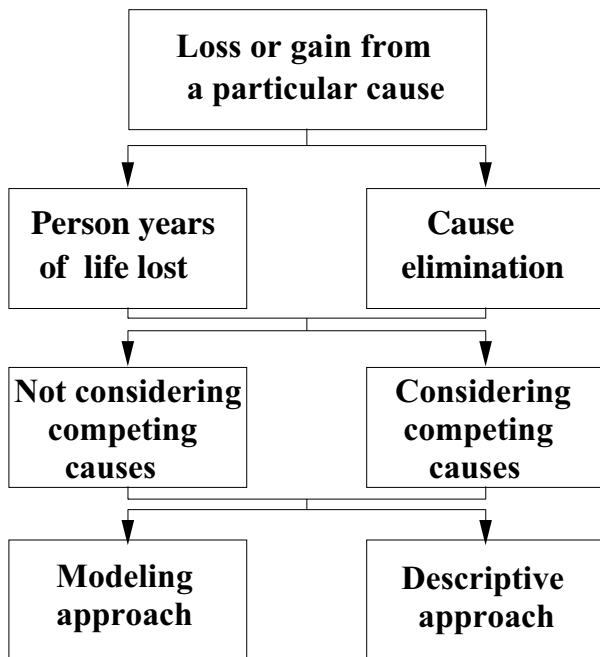 Loss or gain from
a particular cause
Person years
of life lost
Cause
elimination
Not considering
competing
causes
Considering
competing
causes
Modeling
approach
Descriptive
approach